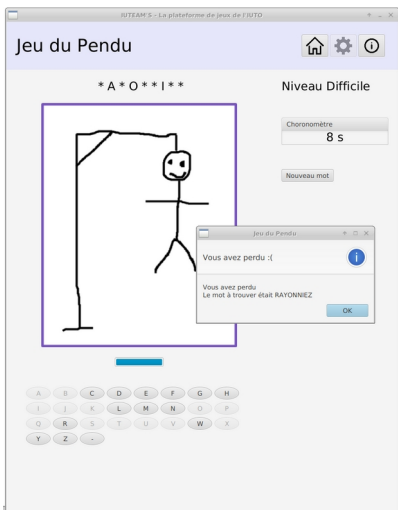 IUTEAM'S - La plateforme de jeux de l'IUTO
Jeu du Pendu
* A * O * * I * *
Niveau Difficile
Choronomètre
8 s
Nouveau mot
Jeu du Pendu
Vous avez perdu :(
Vous avez perdu
Le mot à trouver était RAYONNIEZ
OK
A B C D E F G H
I J K L M N O P
Q R S T U V W X
Y Z -